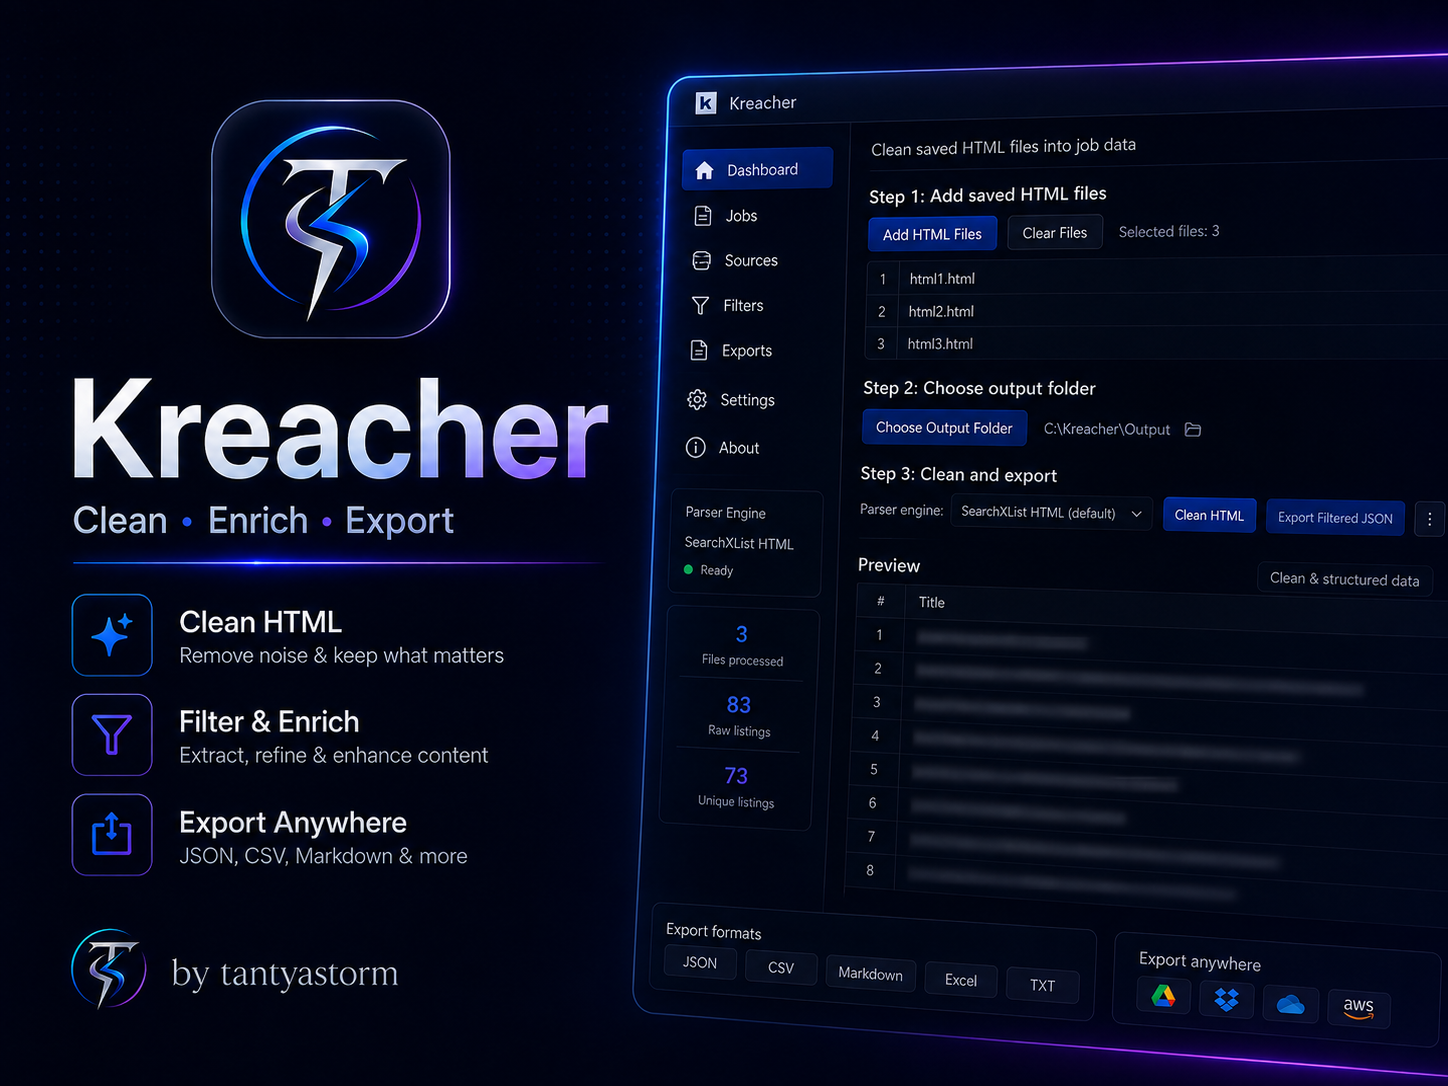 Kreacher
Clean • Enrich • Export
Clean HTML
Remove noise & keep what matters
Filter & Enrich
Extract, refine & enhance content
Export Anywhere
JSON, CSV, Markdown & more
by tantyastorm
k Kreacher
Dashboard
Jobs
Sources
Filters
Exports
Settings
About
Parser Engine
SearchXList HTML
Ready
3
Files processed
83
Raw listings
73
Unique listings
Clean saved HTML files into job data
Step 1: Add saved HTML files
Add HTML Files Clear Files Selected files: 3
1 html1.html
2 html2.html
3 html3.html
Step 2: Choose output folder
Choose Output Folder C:\Kreacher\Output
Step 3: Clean and export
Parser engine: SearchXList HTML (default) Clean HTML Export Filtered JSON
Preview Clean & structured data
# Title
1
2
3
4
5
6
7
8
Export formats
JSON CSV Markdown Excel TXT
Export anywhere
aws